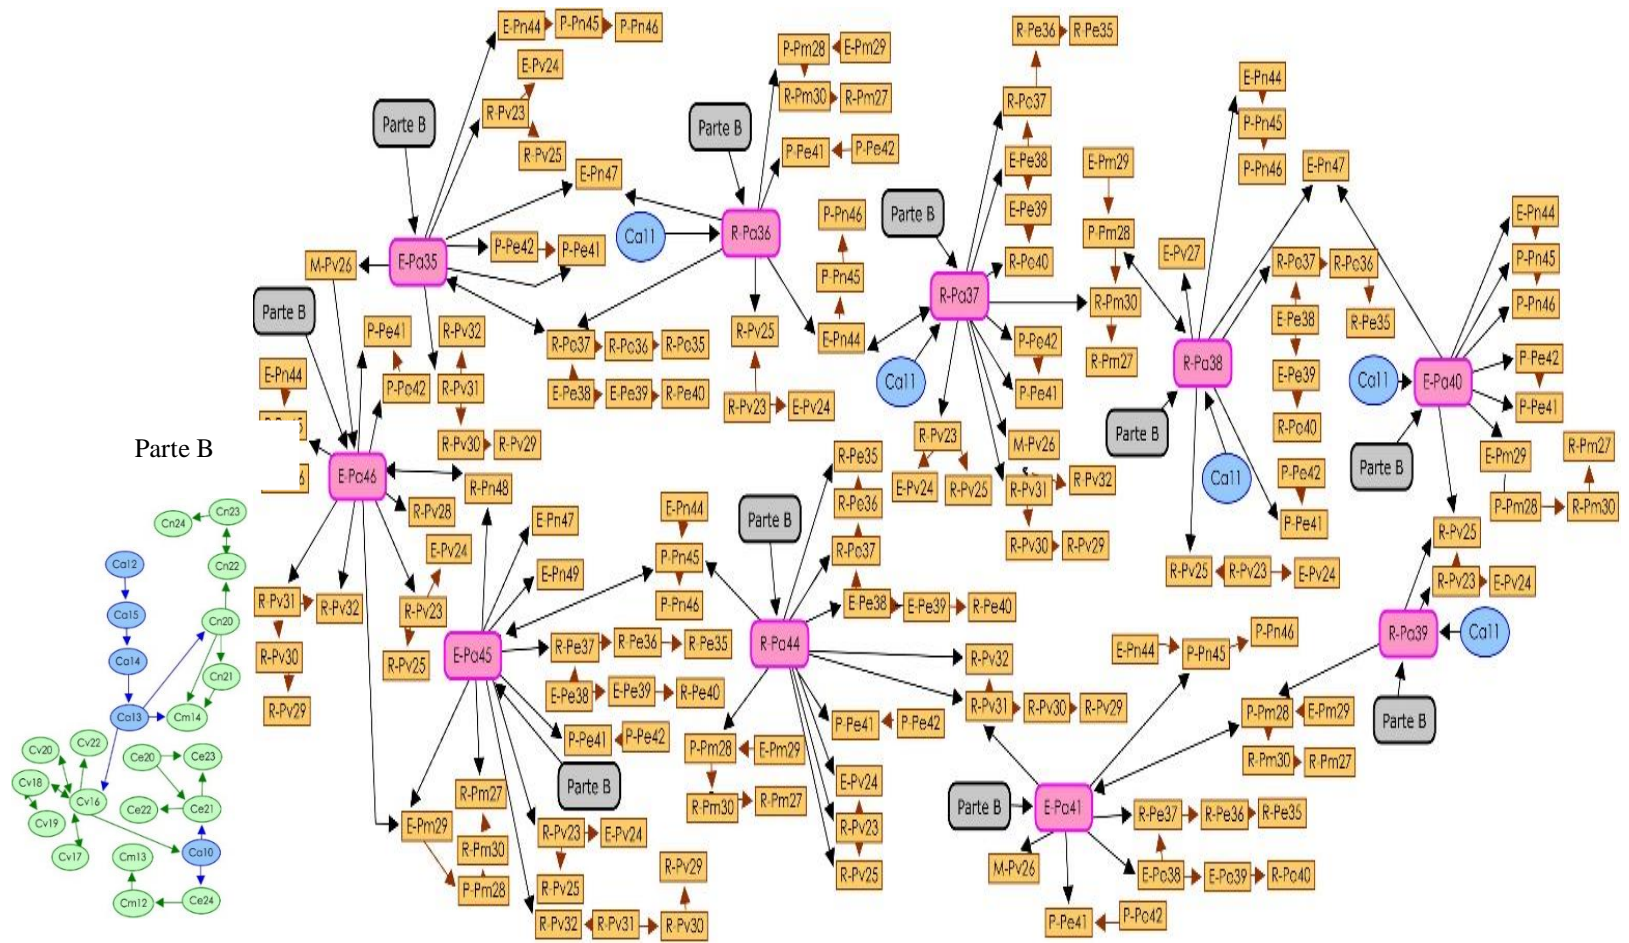 E-Pn44 P-Pn45 P-Pn46
E-Pv24
R-Pv23
R-Pv25
Parte B
E-Pn47
P-Pe42 P-Pe41
M-Pv26
E-Pa35
Parte B
P-Pm28 E-Pm29
R-Pm30 R-Pm27
P-Pe41 P-Pe42
Parte B
Ca11
R-Pa36
P-Pn46
P-Pn45
E-Pn44
R-Pv25
R-Pv23 E-Pv24
R-Pc37 R-Pc36 R-Pc35
E-Pe38 E-Pe39 R-Pe40
P-Pe41
P-Pc42
R-Pv32
R-Pv31
R-Pv30 R-Pv29
E-Pn44
E-Pa46
R-Pn48
R-Pv28
R-Pv31 R-Pv32
R-Pv30
R-Pv29
E-Pv24
R-Pv23
R-Pv25
R-Pe36 R-Pe35
R-Pc37
E-Pe38
E-Pe39
R-Pc40
Parte B
R-Pa37
Ca11
E-Pm29
P-Pm28
R-Pm30
R-Pm27
P-Pe42
P-Pe41
M-Pv26
R-Pv23
E-Pv24 R-Pv25
R-Pv31 R-Pv32
R-Pv30 R-Pv29
E-Pn44
P-Pn45
P-Pn46
E-Pn47
E-Pv27
R-Pc37 R-Pc36
E-Pe38 R-Pe35
E-Pe39
R-Pc40
R-Pa38
Parte B
Ca11
P-Pe42
P-Pe41
R-Pv25 R-Pv23 E-Pv24
E-Pn44
P-Pn45
P-Pn46
P-Pe42
P-Pe41
Ca11
E-Pa40
Parte B
E-Pm29 R-Pm27
P-Pm28 R-Pm30
R-Pv25
R-Pv23 E-Pv24
R-Pa39
Ca11
Parte B
E-Pn44 P-Pn45 P-Pn46
P-Pm28 E-Pm29
R-Pm30 R-Pm27
Parte B
E-Pa41
R-Pe37 R-Pe36 R-Pe35
M-Pv26
E-Pc38 E-Pc39 R-Pc40
P-Pe41 P-Pc42
R-Pe35
R-Pe36
R-Pc37
E-Pe38 E-Pe39 R-Pe40
Parte B
R-Pa44
R-Pv32
R-Pv31 R-Pv30 R-Pv29
P-Pe41 P-Pe42
P-Pm28 E-Pm29
R-Pm30 R-Pm27
E-Pv24
R-Pv23
R-Pv25
E-Pn44
P-Pn45
P-Pn46
E-Pn47
E-Pn49
E-Pa45
R-Pe37 R-Pe36 R-Pe35
E-Pe38 E-Pe39 R-Pe40
P-Pe41 P-Pe42
Parte B
R-Pm27
E-Pm29
R-Pm30
P-Pm28
R-Pv23 E-Pv24
R-Pv25
R-Pv29
R-Pv32 R-Pv31 R-Pv30
Parte B
Cn24 Cn23
Ca12 Cn22
Ca15
Cn20
Ca14
Cn21
Ca13 Cm14
Cv20 Cv22 Ce20 Ce23
Cv18
Cv16 Ce22 Ce21
Cv19
Cv17 Cm13 Ca10
Cm12 Ce24